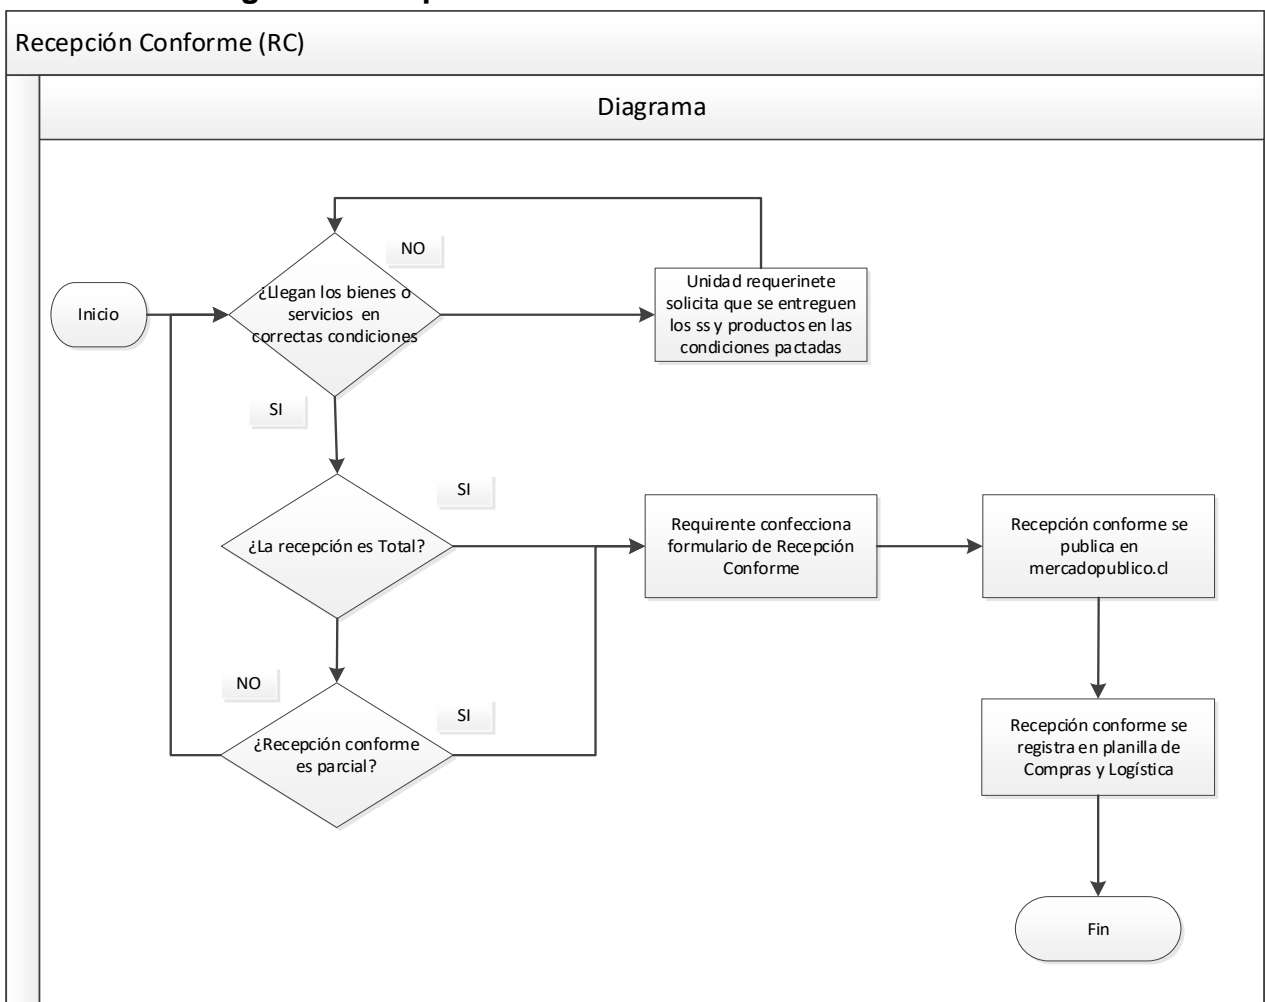 Recepción Conforme (RC)
Diagrama
NO
Inicio
¿Llegan los bienes o
servicios en
correctas condiciones
Unidad requerinete
solicita que se entreguen
los ss y productos en las
condiciones pactadas
SI
SI
¿La recepción es Total?
Requirente confecciona
formulario de Recepción
Conforme
Recepción conforme se
publica en
mercadopublico.cl
NO
SI
¿Recepción conforme
es parcial?
Recepción conforme se
registra en planilla de
Compras y Logística
Fin